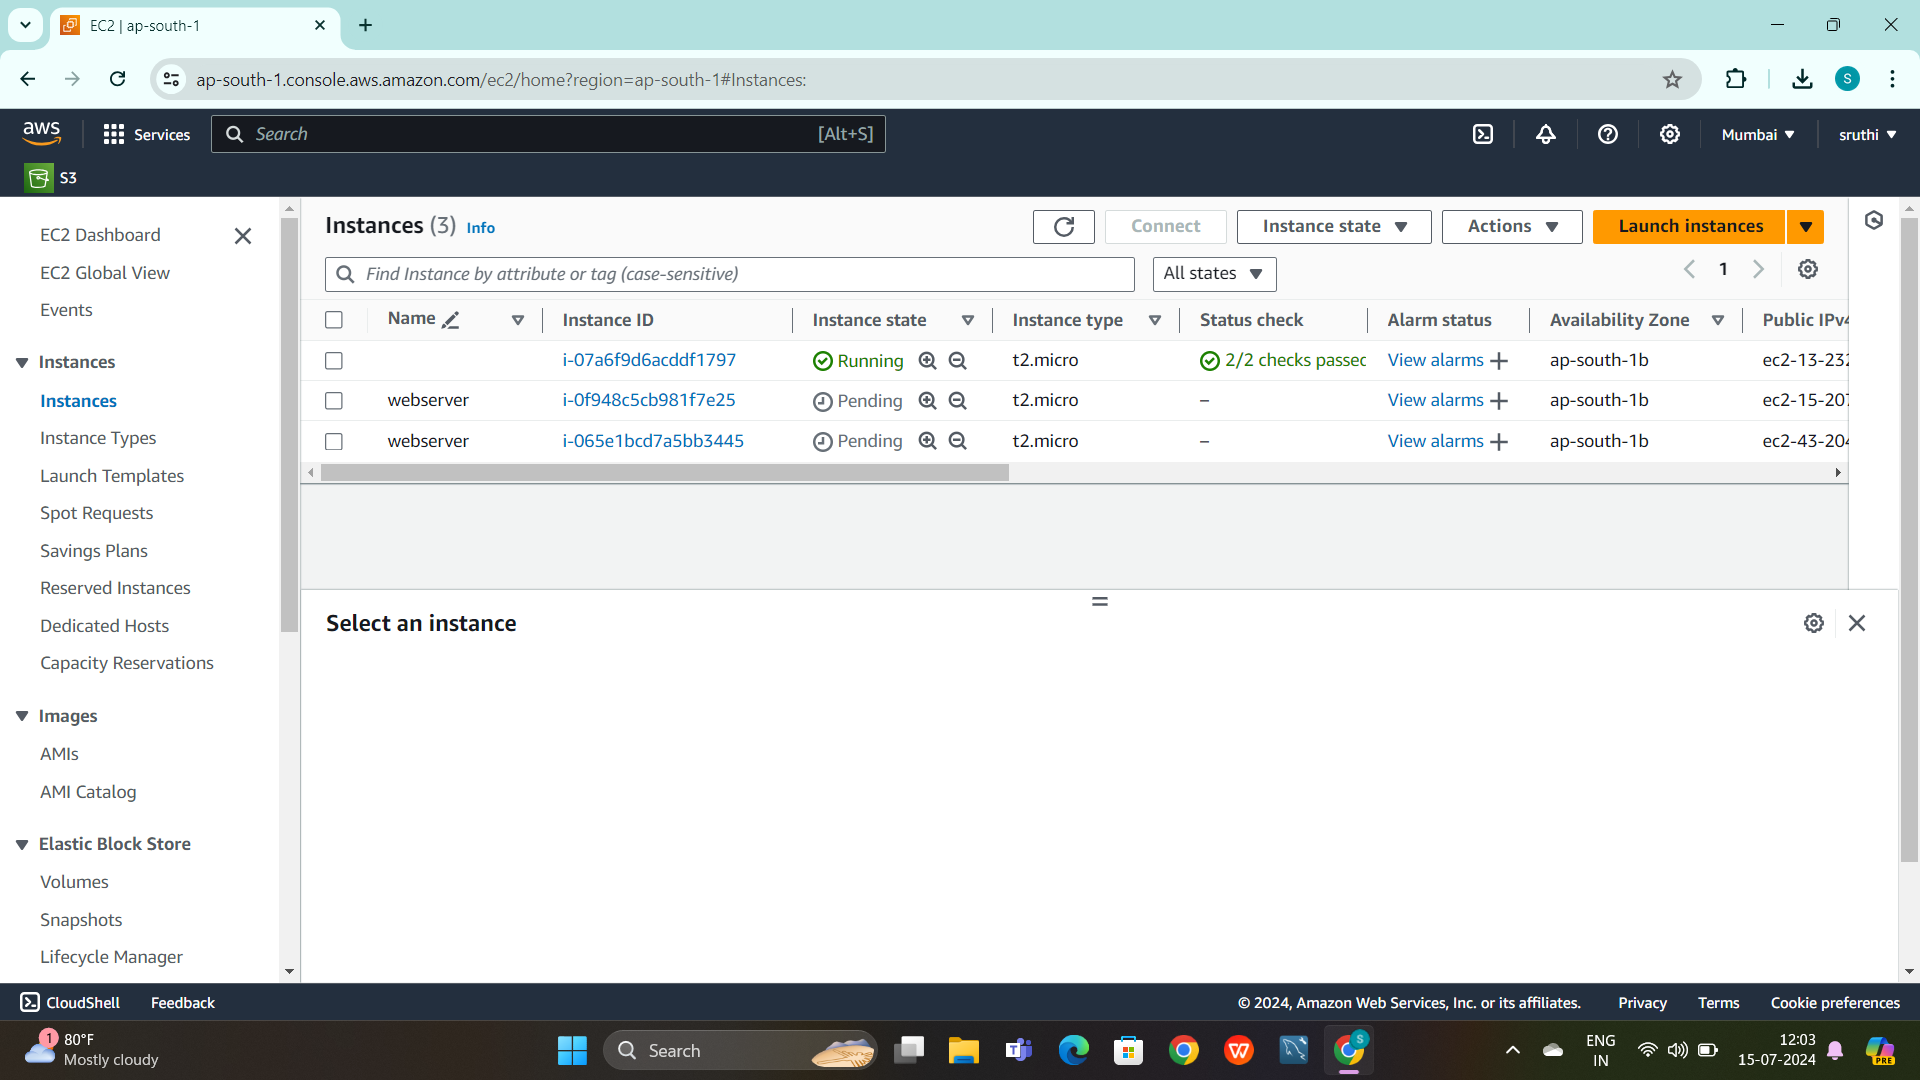 EC2 | ap-south-1
ap-south-1.console.aws.amazon.com/ec2/home?region=ap-south-1#Instances:
S
aws
Services
Search
[Alt+S]
Mumbai
sruthi
S3
EC2 Dashboard
EC2 Global View
Events
Instances
Instances
Instance Types
Launch Templates
Spot Requests
Savings Plans
Reserved Instances
Dedicated Hosts
Capacity Reservations
Images
AMIs
AMI Catalog
Elastic Block Store
Volumes
Snapshots
Lifecycle Manager
Instances (3) Info
Connect
Instance state
Actions
Launch instances
Find Instance by attribute or tag (case-sensitive)
All states
1
Name Instance ID Instance state Instance type Status check Alarm status Availability Zone Public IPv4
i-07a6f9d6acddf1797 Running t2.micro 2/2 checks passed View alarms + ap-south-1b ec2-13-232
webserver i-0f948c5cb981f7e25 Pending t2.micro – View alarms + ap-south-1b ec2-15-207
webserver i-065e1bcd7a5bb3445 Pending t2.micro – View alarms + ap-south-1b ec2-43-204
Select an instance
CloudShell
Feedback
© 2024, Amazon Web Services, Inc. or its affiliates.
Privacy
Terms
Cookie preferences
1
80°F
Mostly cloudy
Search
W
S
ENG
IN
12:03
15-07-2024
PRE